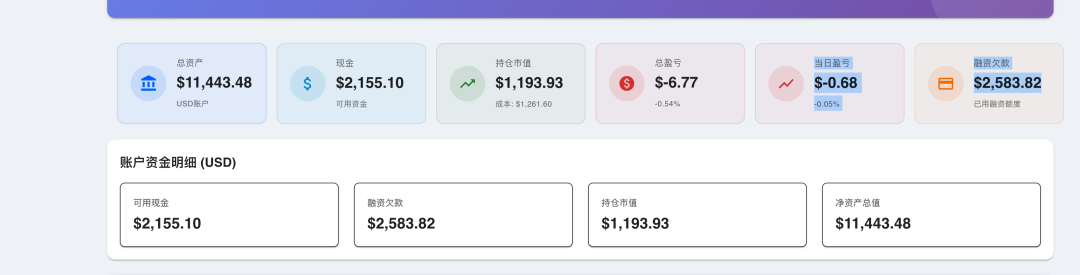 总资产
$11,443.48
USD账户
现金
$2,155.10
可用资金
持仓市值
$1,193.93
成本: $1,261.60
总盈亏
$-6.77
-0.54%
当日盈亏
$-0.68
-0.05%
融资欠款
$2,583.82
已用融资额度
账户资金明细 (USD)
可用现金
$2,155.10
融资欠款
$2,583.82
持仓市值
$1,193.93
净资产总值
$11,443.48